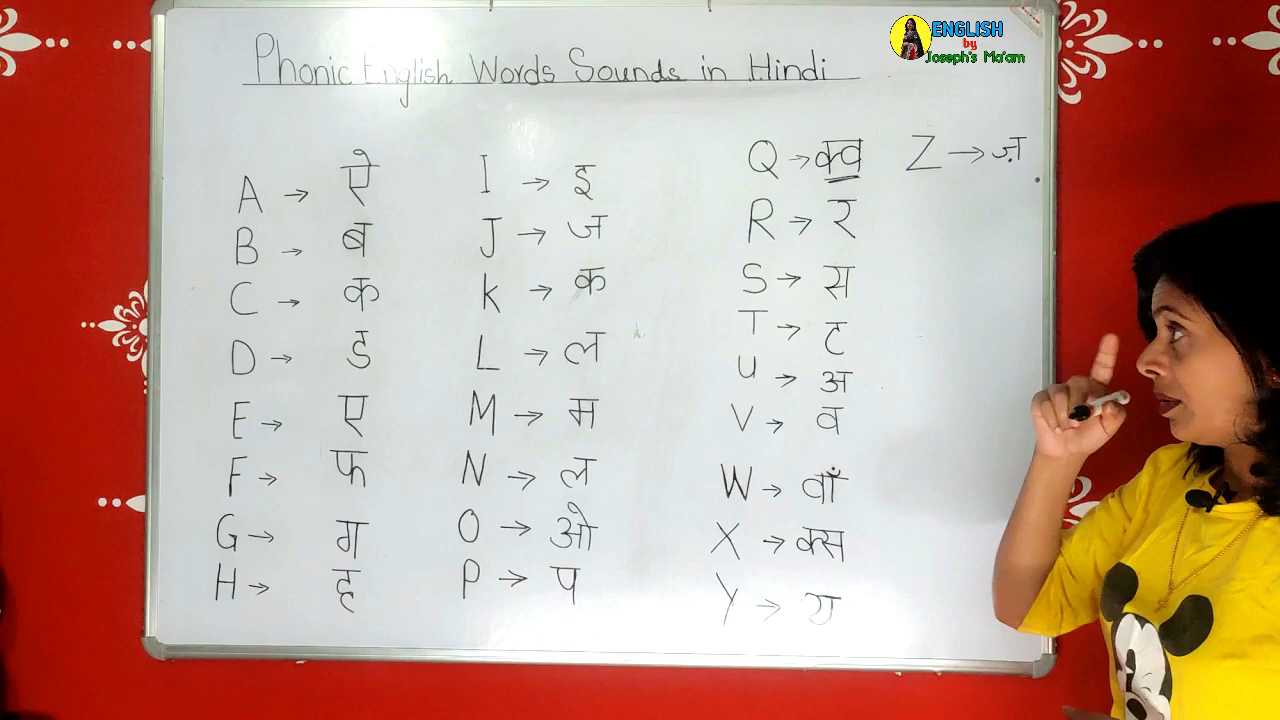 ENGLISH
by
Joseph's Ma'am
Phonic English Words Sounds in Hindi
A → ऐ
B → ब
C → क
D → ड
E → ए
F → फ
G → ग
H → ह
I → इ
J → ज
K → क
L → ल
M → म
N → ल
O → ओ
P → प
Q → क्व
R → र
S → स
T → ट
U → अ
V → व
W → वाँ
X → क्स
Y → य
Z → ज़